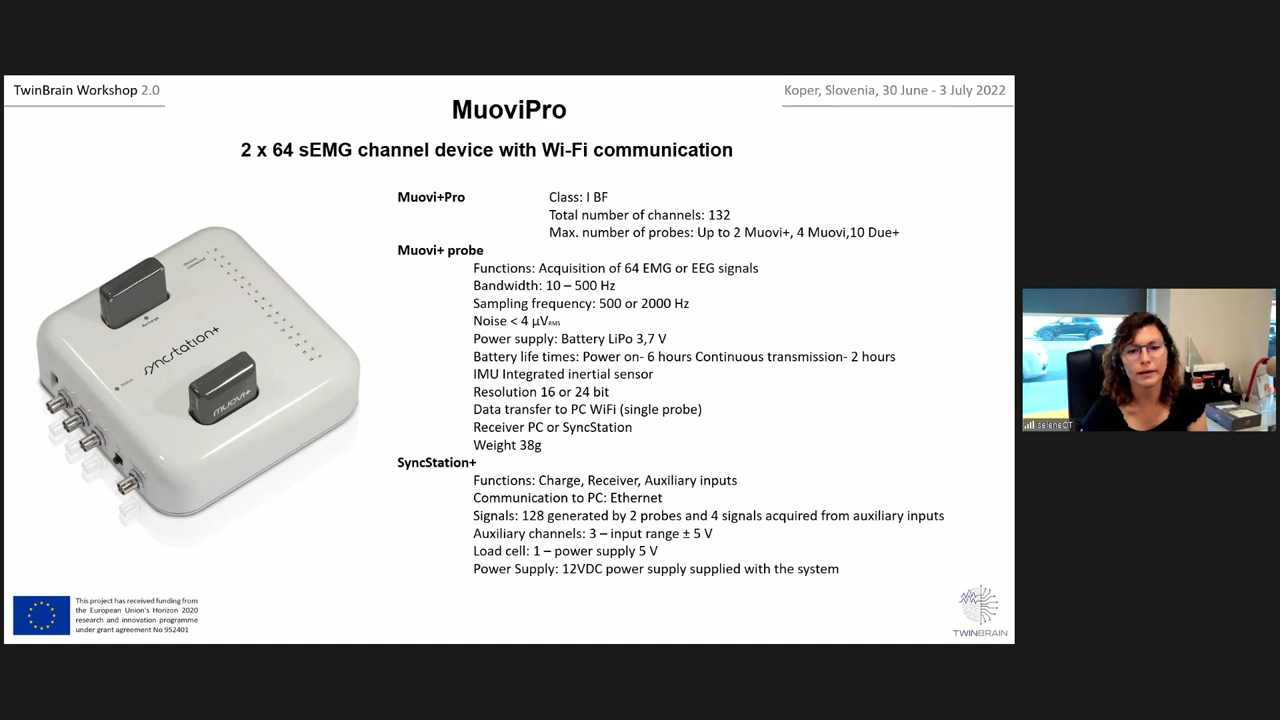 TwinBrain Workshop 2.0
Koper, Slovenia, 30 June - 3 July 2022
MuoviPro
2 x 64 sEMG channel device with Wi-Fi communication
Muovi+Pro Class: I BF
Total number of channels: 132
Max. number of probes: Up to 2 Muovi+, 4 Muovi,10 Due+
Muovi+ probe
Functions: Acquisition of 64 EMG or EEG signals
Bandwidth: 10 – 500 Hz
Sampling frequency: 500 or 2000 Hz
Noise < 4 µVRMS
Power supply: Battery LiPo 3,7 V
Battery life times: Power on- 6 hours Continuous transmission- 2 hours
IMU Integrated inertial sensor
Resolution 16 or 24 bit
Data transfer to PC WiFi (single probe)
Receiver PC or SyncStation
Weight 38g
SyncStation+
Functions: Charge, Receiver, Auxiliary inputs
Communication to PC: Ethernet
Signals: 128 generated by 2 probes and 4 signals acquired from auxiliary inputs
Auxiliary channels: 3 – input range ± 5 V
Load cell: 1 – power supply 5 V
Power Supply: 12VDC power supply supplied with the system
syncstation+
muovi+
Recharge
Status
This project has received funding from
the European Union's Horizon 2020
research and innovation programme
under grant agreement No 952401
TWINBRAIN
seleneOT